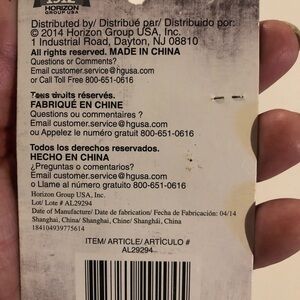 HORIZON
GROUP USA
Distributed by/ Distribué par/ Distribuido por:
© 2014 Horizon Group USA, Inc.
1 Industrial Road, Dayton, NJ 08810
All rights reserved. MADE IN CHINA
Questions or Comments?
Email customer.service@hgusa.com
or Call Toll Free 800-651-0616
Tous droits réservés.
FABRIQUÉ EN CHINE
Questions ou commentaires ?
Email customer.service@hgusa.com
ou Appelez le numéro gratuit 800-651-0616
Todos los derechos reservados.
HECHO EN CHINA
¿Preguntas o comentarios?
Email customer.service@hgusa.com
o Llame al número gratuito 800-651-0616
Horizon Group USA, Inc.
Lot/ Lote # AL29294
Date of Manufacture/ Date de fabrication/ Fecha de Fabricación: 04/14
Shanghai, China/ Shanghai, Chine/ Shanghái, China
184104939775614
ITEM/ ARTICLE/ ARTÍCULO #
AL29294